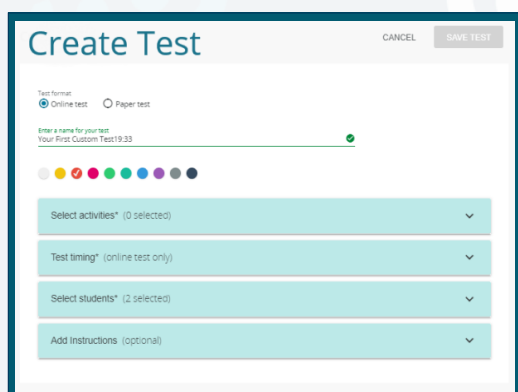 Create Test
CANCEL
SAVE TEST
Test format
Online test
Paper test
Enter a name for your test
Your First Custom Test19:33
Select activities* (0 selected)
Test timing* (online test only)
Select students* (2 selected)
Add Instructions (optional)